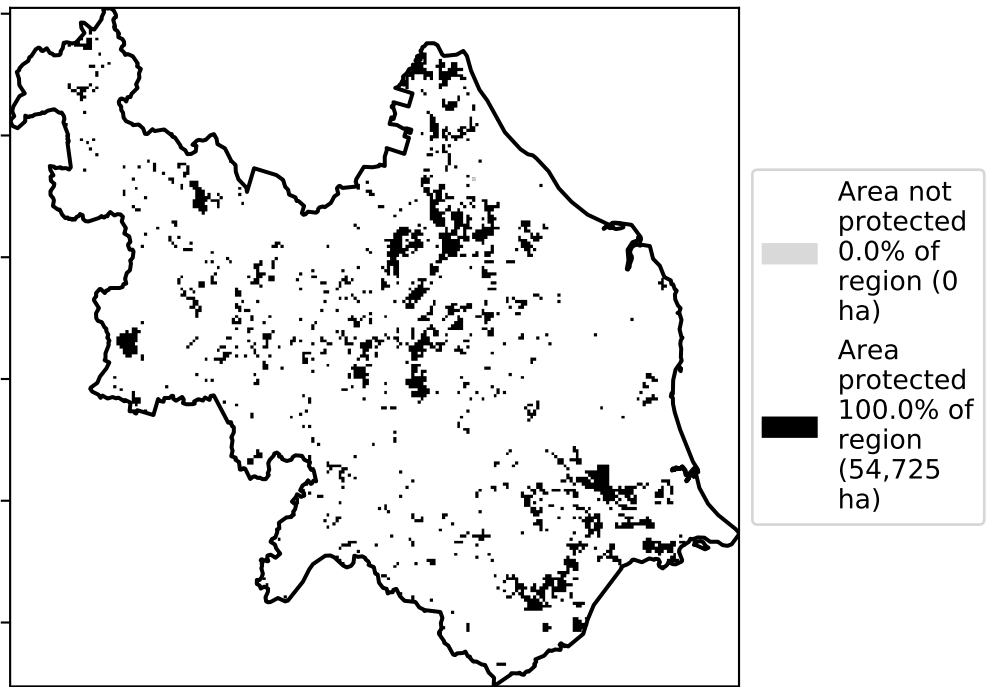 Area not
protected
0.0% of
region (0
ha)
Area
protected
100.0% of
region
(54,725
ha)